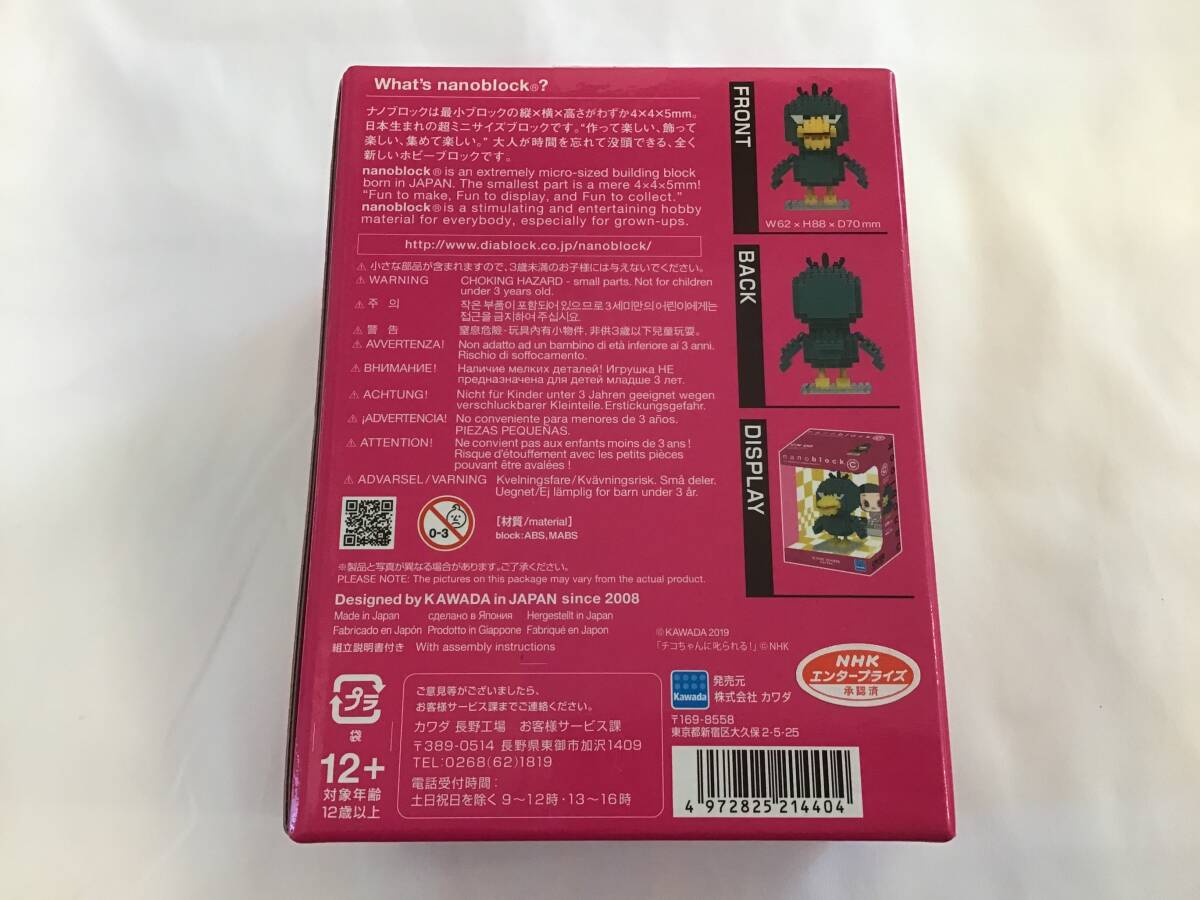 What's nanoblock®?
ナノブロックは最小ブロックの縦×横×高さがわずか4×4×5mm。
日本生まれの超ミニサイズブロックです。“作って楽しい、飾って
楽しい、集めて楽しい。”大人が時間を忘れて没頭できる、全く
新しいホビーブロックです。
nanoblock® is an extremely micro-sized building block
born in JAPAN. The smallest part is a mere 4×4×5mm!
“Fun to make, Fun to display, and Fun to collect.”
nanoblock® is a stimulating and entertaining hobby
material for everybody, especially for grown-ups.
http://www.diablock.co.jp/nanoblock/
⚠ 小さな部品が含まれますので、3歳未満のお子様には与えないでください。
⚠ WARNING CHOKING HAZARD - small parts. Not for children
under 3 years old.
⚠ 주 의 작은 부품이 포함되어 있으므로 3세미만의 어린이에게는
접근을 금지하여 주십시요.
⚠ 警 告 窒息危險・玩具內有小物件, 非供3歲以下兒童玩耍。
⚠ AVVERTENZA! Non adatto ad un bambino di età inferiore ai 3 anni.
Rischio di soffocamento.
⚠ ВНИМАНИЕ! Наличие мелких деталей! Игрушка НЕ
предназначена для детей младше 3 лет.
⚠ ACHTUNG! Nicht für Kinder unter 3 Jahren geeignet wegen
verschluckbarer Kleinteile. Erstickungsgefahr.
⚠ ¡ADVERTENCIA! No conveniente para menores de 3 años.
PIEZAS PEQUEÑAS.
⚠ ATTENTION! Ne convient pas aux enfants moins de 3 ans!
Risque d'étouffement avec les petits pièces
pouvant être avalées!
⚠ ADVARSEL/VARNING Kvelningsfare/Kvävningsrisk. Små deler.
Uegnet/Ej lämplig for barn under 3 år.
0-3
[材質/material]
block:ABS,MABS
※製品と写真が異なる場合があります。ご了承ください。
PLEASE NOTE: The pictures on this package may vary from the actual product.
Designed by KAWADA in JAPAN since 2008
Made in Japan сделано в Япония Hergestellt in Japan
Fabricado en Japón Prodotto in Giappone Fabriqué en Japon
組立説明書付き With assembly instructions
©KAWADA 2019
「チコちゃんに叱られる!」©NHK
FRONT
W62×H88×D70mm
BACK
DISPLAY
nanoblock
プラ
袋
12+
対象年齢
12歳以上
ご意見等がございましたら、
お客様サービス課までご連絡ください。
カワダ 長野工場 お客様サービス課
〒389-0514 長野県東御市加沢1409
TEL:0268(62)1819
電話受付時間:
土日祝日を除く 9～12時・13～16時
Kawada
発売元
株式会社 カワダ
〒169-8558
東京都新宿区大久保2-5-25
NHK
エンタープライズ
承認済
4 972825 214404